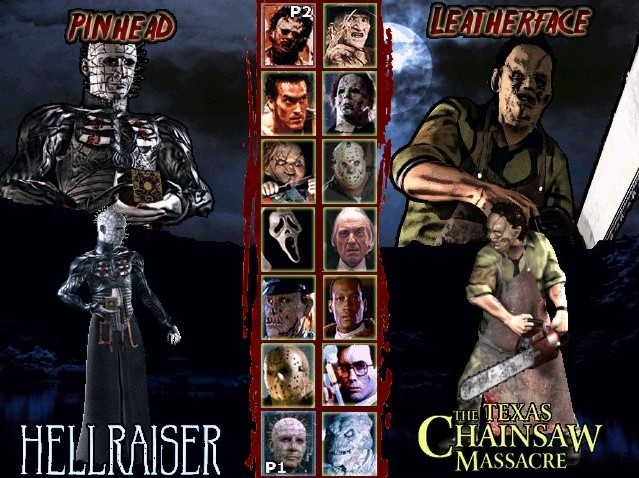 PINHEAD
P2
LEATHERFACE
P1
HELLRAISER
THE TEXAS
CHAINSAW
MASSACRE